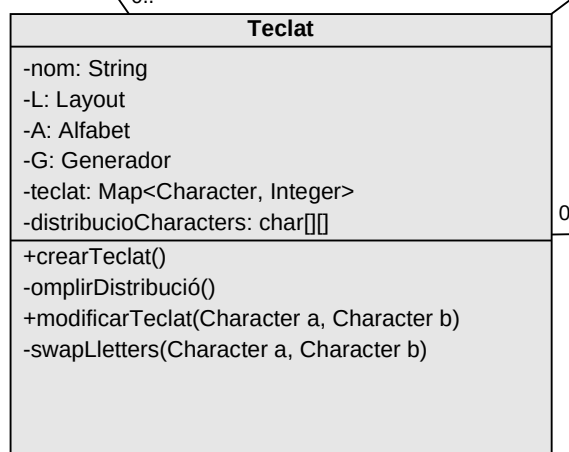 0..
Teclat
-nom: String
-L: Layout
-A: Alfabet
-G: Generador
-teclat: Map<Character, Integer>
-distribucioCharacters: char[][]
0
+crearTeclat()
-omplirDistribució()
+modificarTeclat(Character a, Character b)
-swapLletters(Character a, Character b)